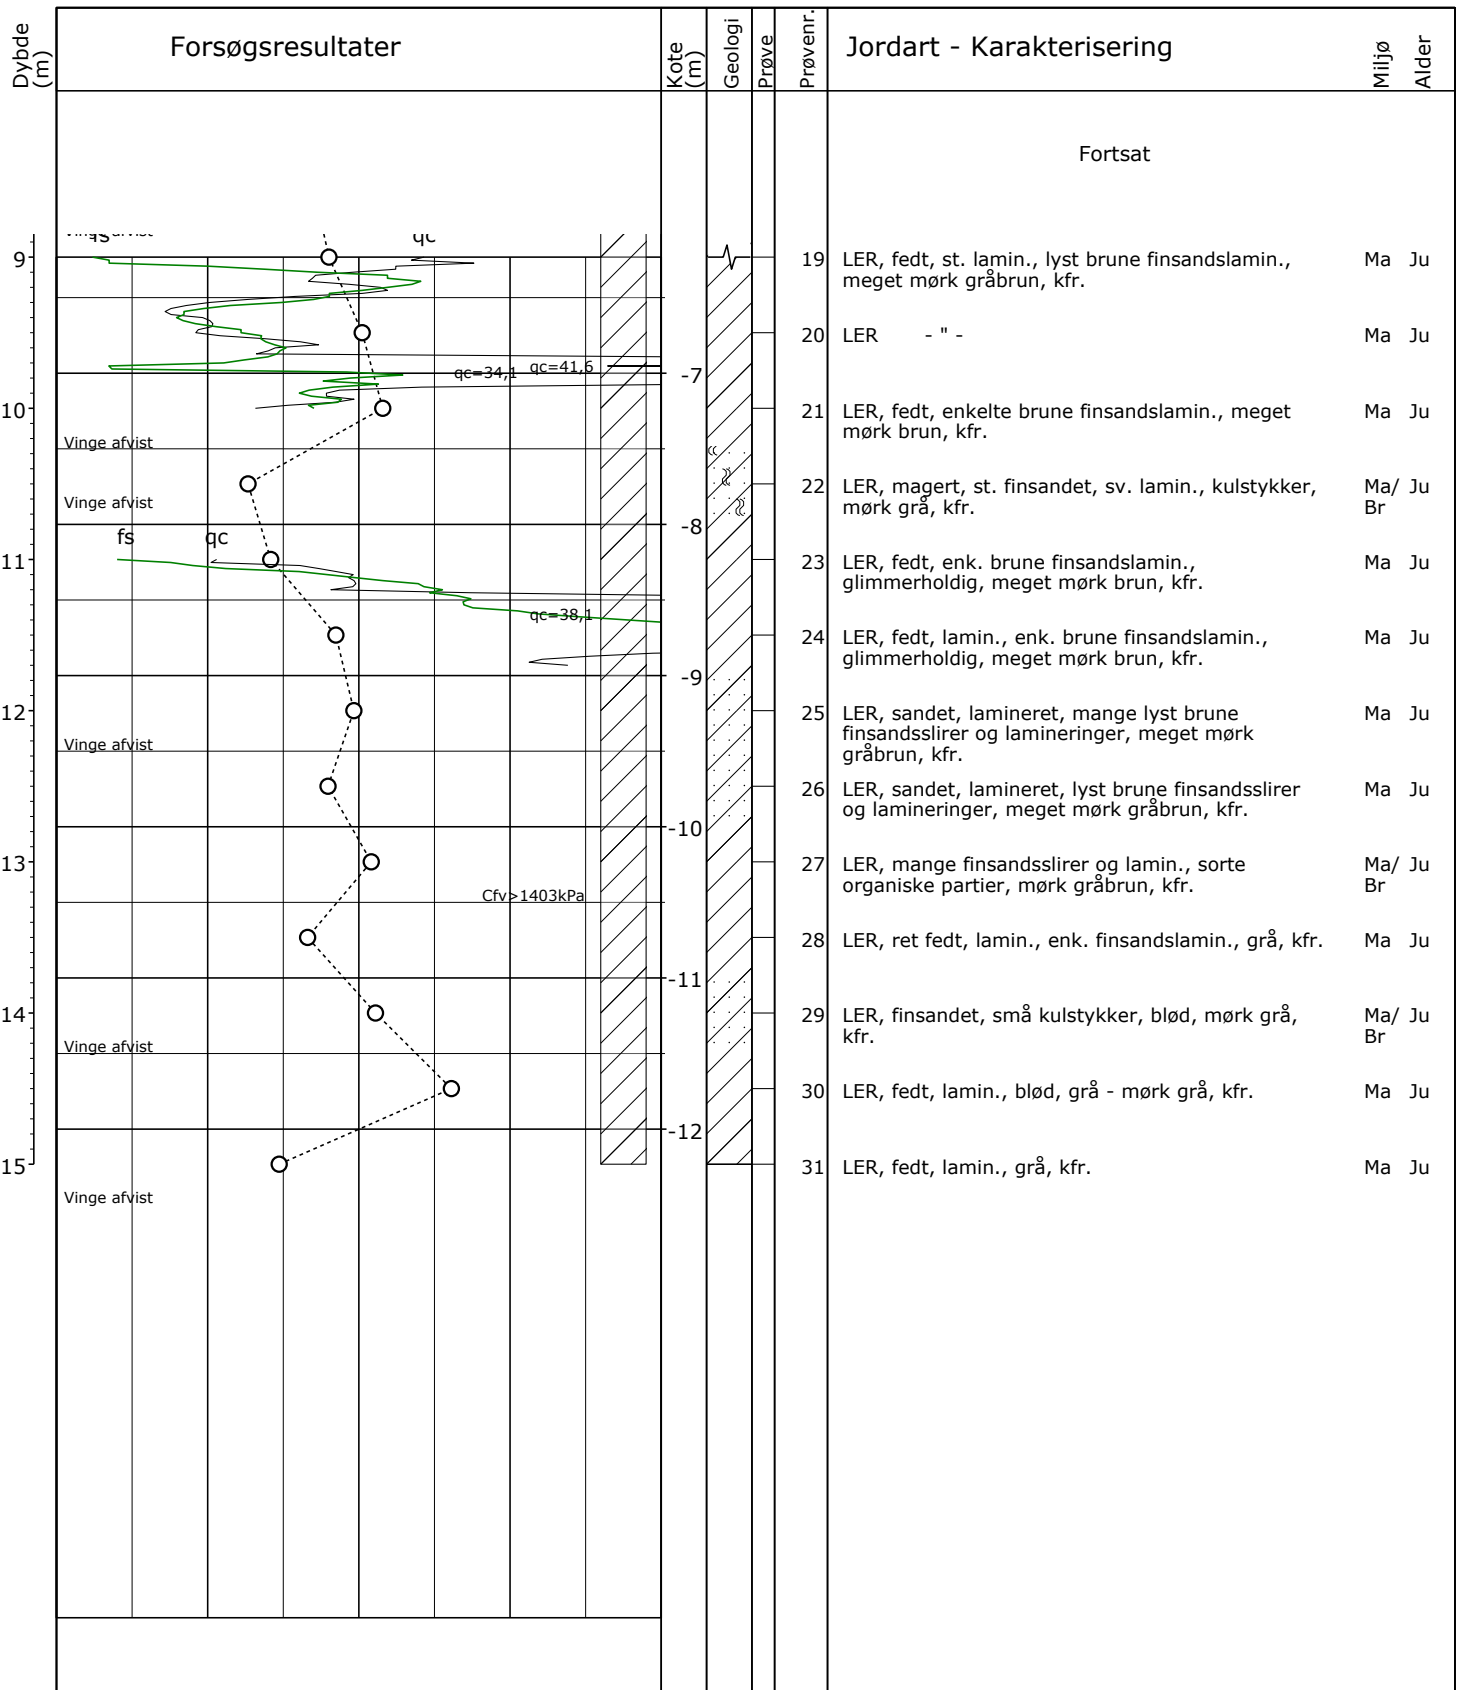 Dybde
(m)
Forsøgsresultater
Kote
(m)
Geologi
Prøve
Prøvenr.
Jordart - Karakterisering
Miljø
Alder
Fortsat
qc
9
19 LER, fedt, st. lamin., lyst brune finsandslamin., Ma Ju
meget mørk gråbrun, kfr.
20 LER - " - Ma Ju
qc=34,1 qc=41,6
-7
10
21 LER, fedt, enkelte brune finsandslamin., meget Ma Ju
mørk brun, kfr.
Vinge afvist
22 LER, magert, st. finsandet, sv. lamin., kulstykker, Ma/ Ju
mørk grå, kfr. Br
Vinge afvist
-8
fs qc
11
23 LER, fedt, enk. brune finsandslamin., Ma Ju
glimmerholdig, meget mørk brun, kfr.
qc=38,1
24 LER, fedt, lamin., enk. brune finsandslamin., Ma Ju
glimmerholdig, meget mørk brun, kfr.
-9
12
25 LER, sandet, lamineret, mange lyst brune Ma Ju
finsandsslirer og lamineringer, meget mørk
gråbrun, kfr.
Vinge afvist
26 LER, sandet, lamineret, lyst brune finsandsslirer Ma Ju
og lamineringer, meget mørk gråbrun, kfr.
-10
13
27 LER, mange finsandsslirer og lamin., sorte Ma/ Ju
organiske partier, mørk gråbrun, kfr. Br
Cfv>1403kPa
28 LER, ret fedt, lamin., enk. finsandslamin., grå, kfr. Ma Ju
-11
14
29 LER, finsandet, små kulstykker, blød, mørk grå, Ma/ Ju
kfr. Br
Vinge afvist
30 LER, fedt, lamin., blød, grå - mørk grå, kfr. Ma Ju
-12
15
31 LER, fedt, lamin., grå, kfr. Ma Ju
Vinge afvist